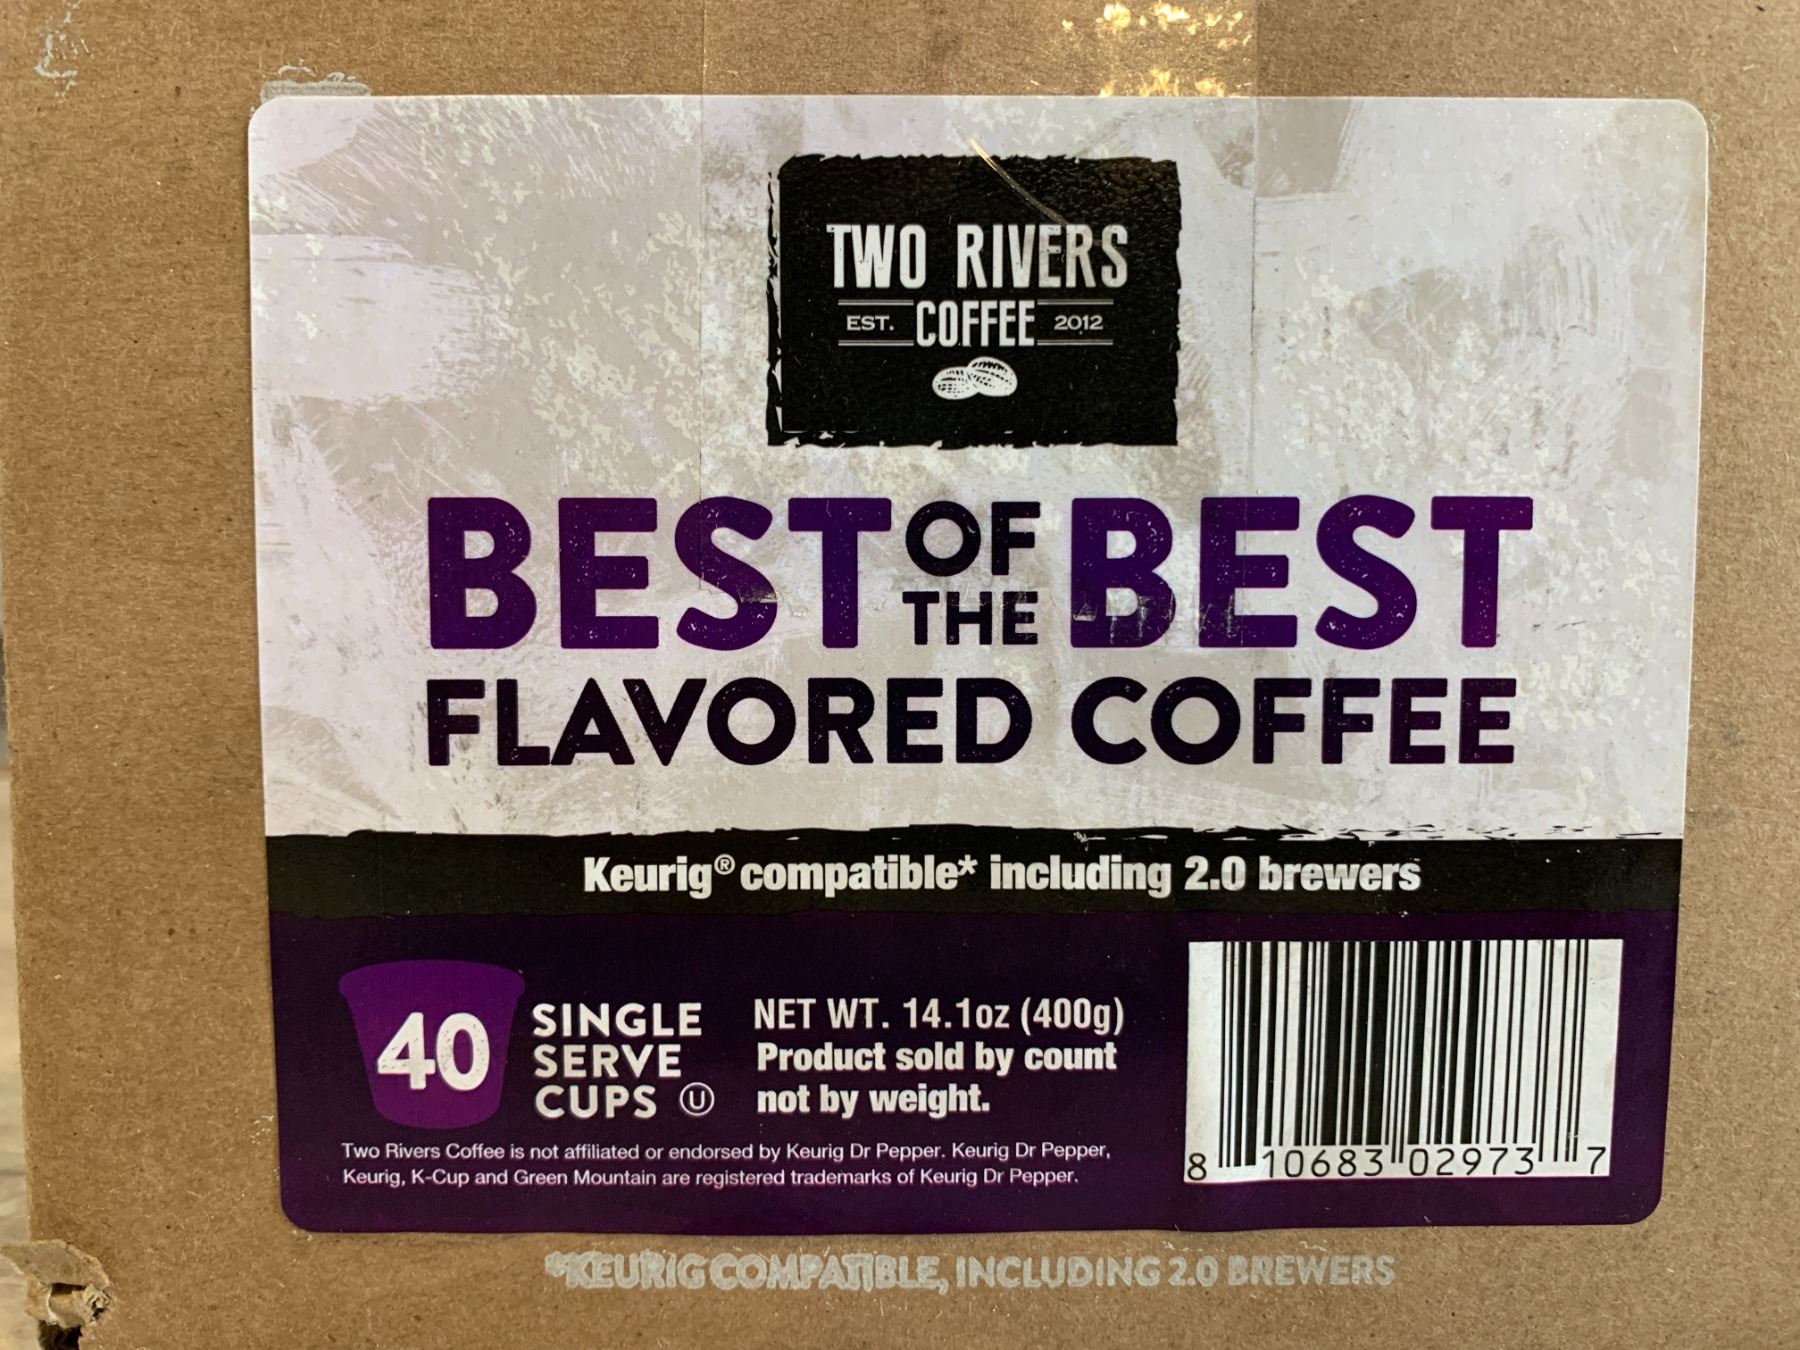 TWO RIVERS
EST. COFFEE 2012
BEST OF THE BEST
FLAVORED COFFEE
Keurig® compatible* including 2.0 brewers
40
SINGLE
SERVE
CUPS Ⓤ
NET WT. 14.1oz (400g)
Product sold by count
not by weight.
Two Rivers Coffee is not affiliated or endorsed by Keurig Dr Pepper. Keurig Dr Pepper,
Keurig, K-Cup and Green Mountain are registered trademarks of Keurig Dr Pepper.
8 10683 02973 7
*KEURIG COMPATIBLE, INCLUDING 2.0 BREWERS